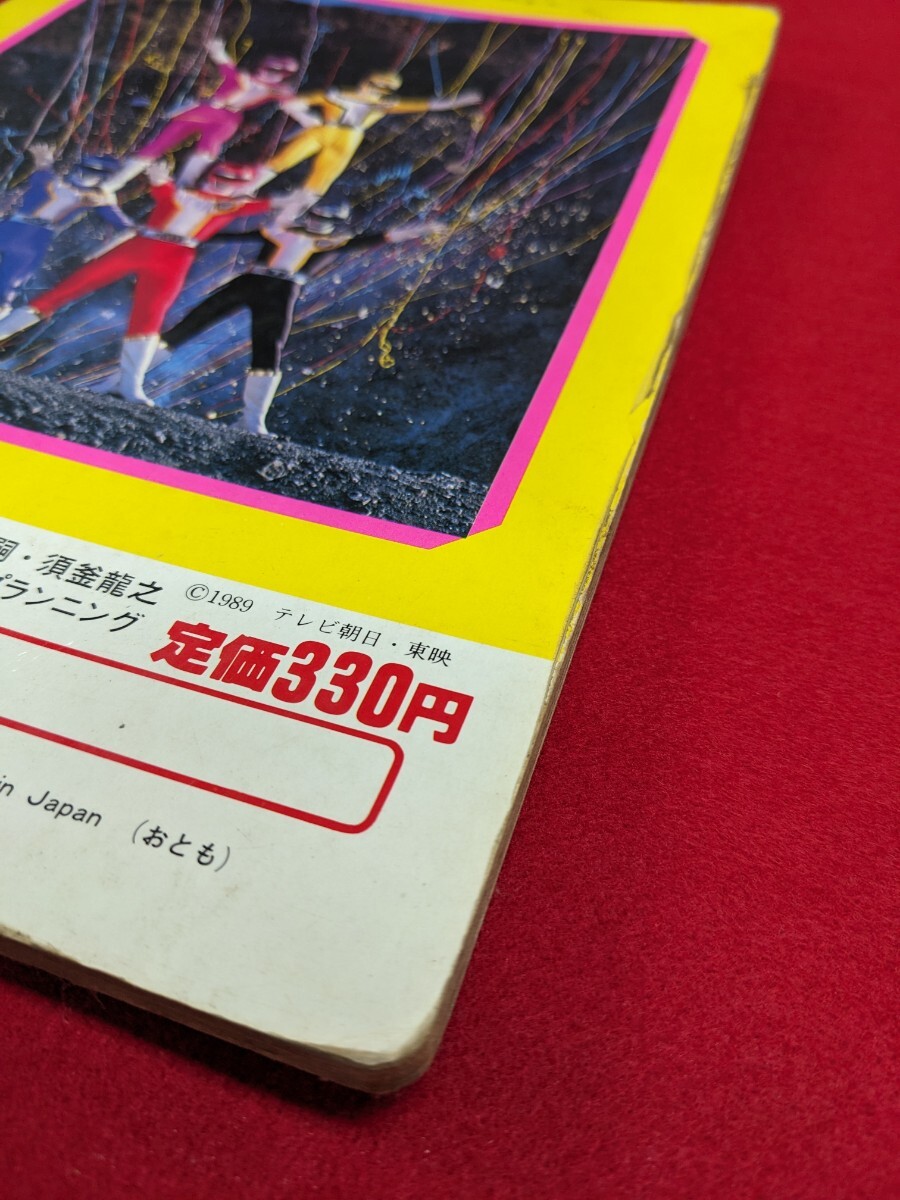 ・須釜龍之
プランニング
©1989 テレビ朝日・東映
定価330円
in Japan (おとも)